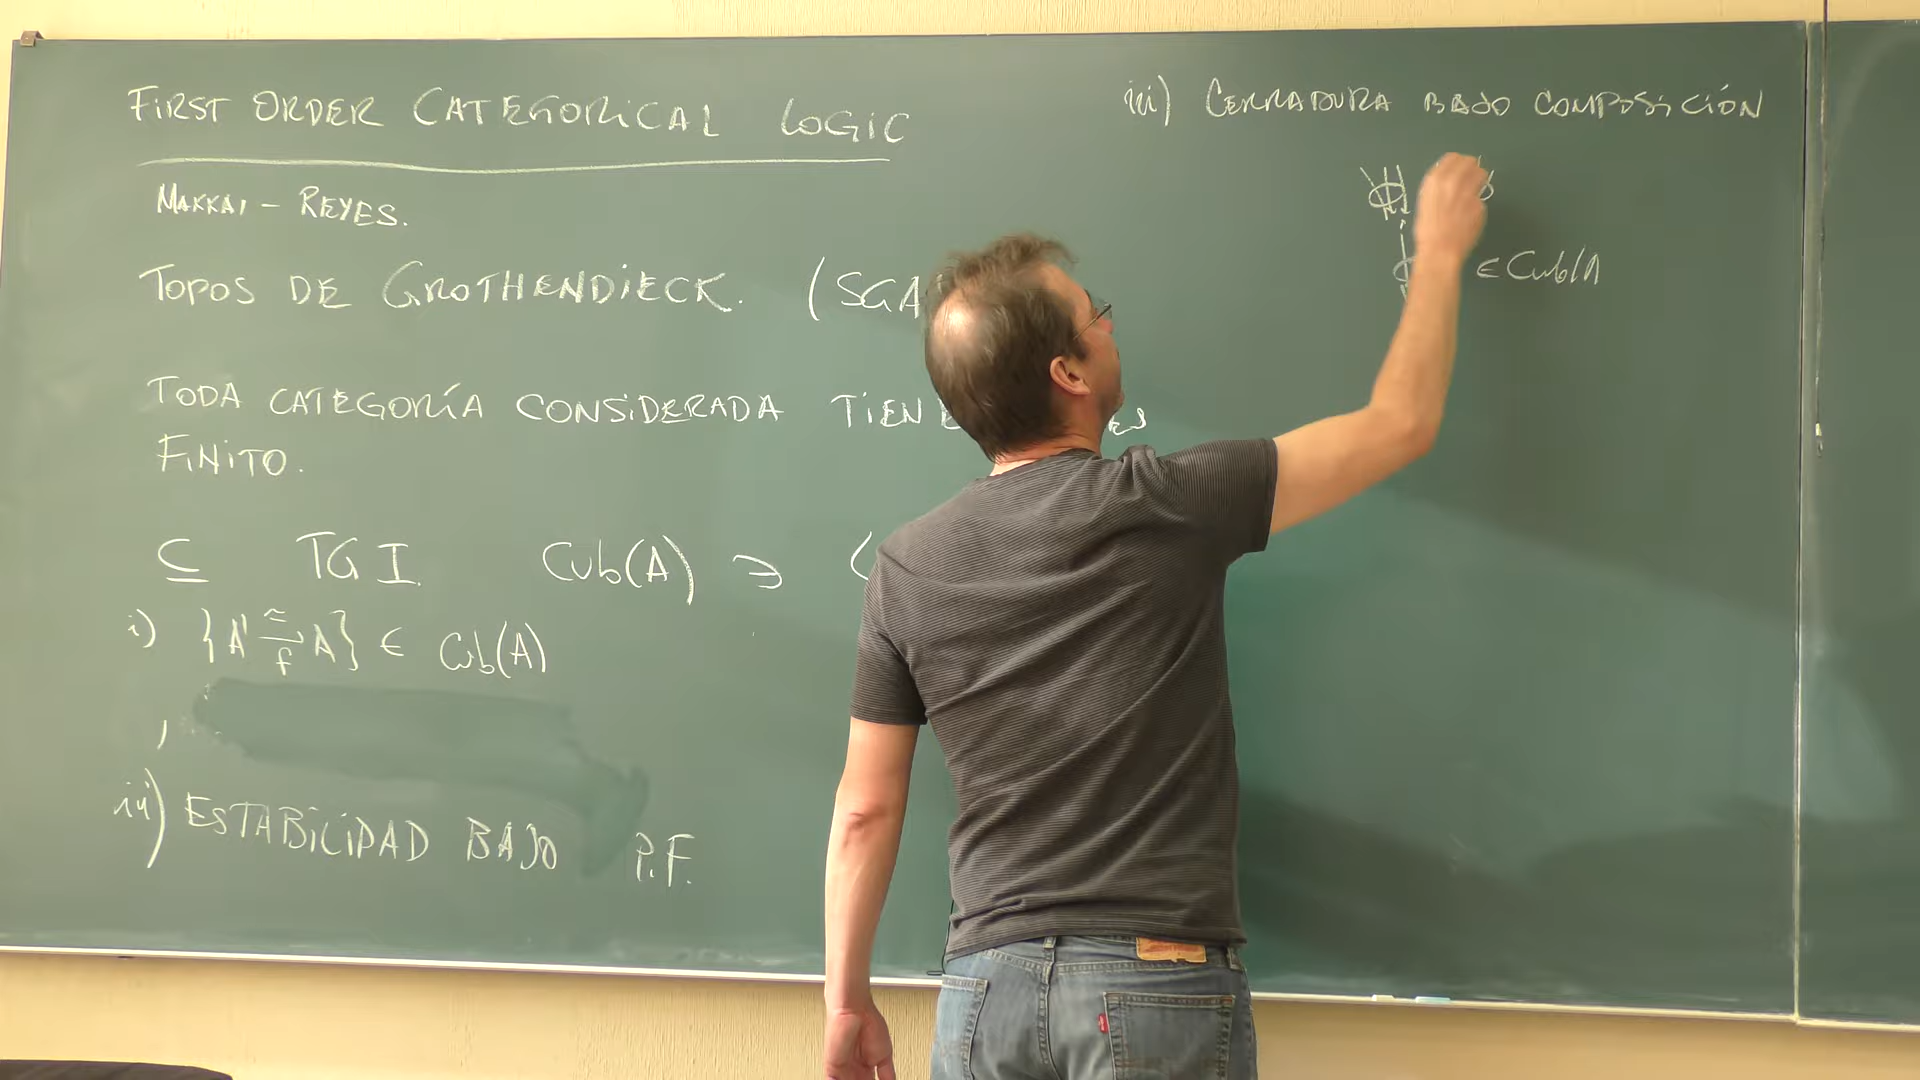 FIRST ORDER CATEGORICAL LOGIC
MAKKAI - REYES.
TOPOS DE GROTHENDIECK. (SGA
TODA CATEGORÍA CONSIDERADA TIENE
FINITO.
C TGI. Cub(A) ∋ (
i) {A' ≃→ f A} ∈ Cub(A)
ii) ESTABILIDAD BAJO P.F.
iii) CERRADURA BAJO COMPOSICIÓN
∈ Cub(A